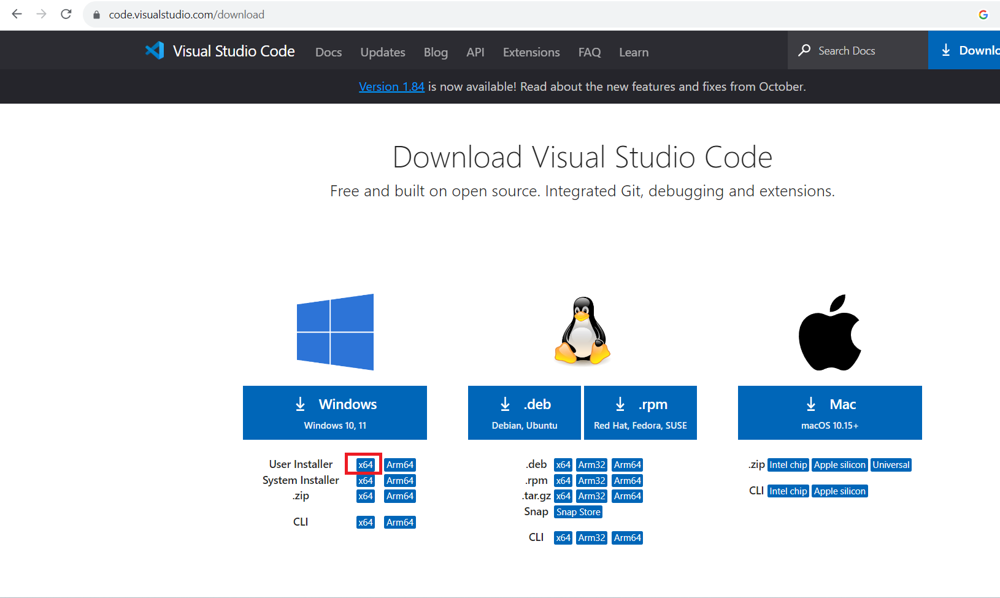 code.visualstudio.com/download
Visual Studio Code Docs Updates Blog API Extensions FAQ Learn Search Docs Downlo
Version 1.84 is now available! Read about the new features and fixes from October.
Download Visual Studio Code
Free and built on open source. Integrated Git, debugging and extensions.
Windows
Windows 10, 11
User Installer x64 Arm64
System Installer x64 Arm64
.zip x64 Arm64
CLI x64 Arm64
.deb
Debian, Ubuntu
.rpm
Red Hat, Fedora, SUSE
.deb x64 Arm32 Arm64
.rpm x64 Arm32 Arm64
.tar.gz x64 Arm32 Arm64
Snap Snap Store
CLI x64 Arm32 Arm64
Mac
macOS 10.15+
.zip Intel chip Apple silicon Universal
CLI Intel chip Apple silicon